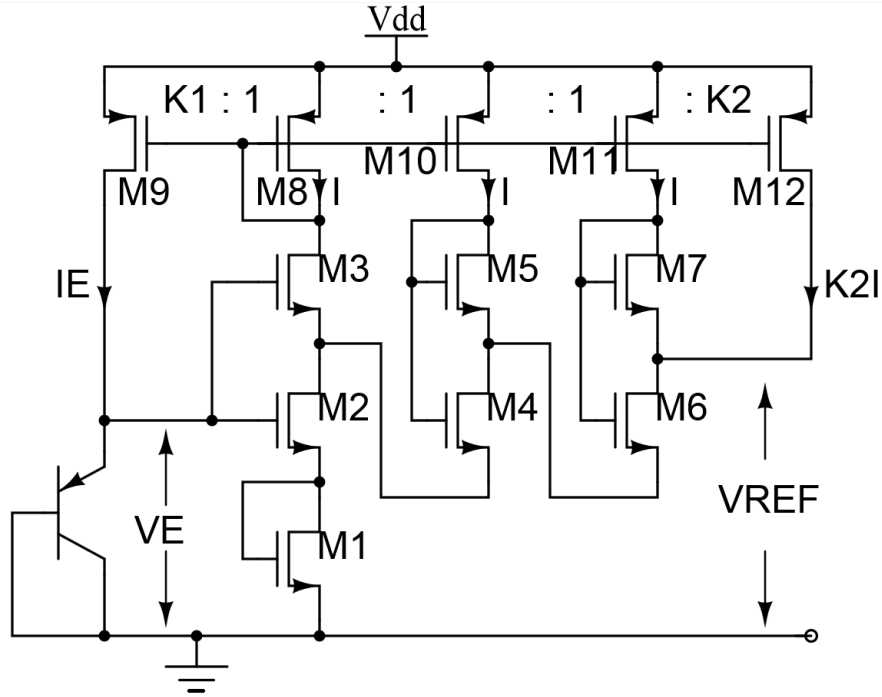 Vdd
K1 : 1 : 1 : 1 : K2
M10 M11
M9 M8 I I I M12
M3 M5 M7
IE K2I
M2 M4 M6
VREF
VE M1